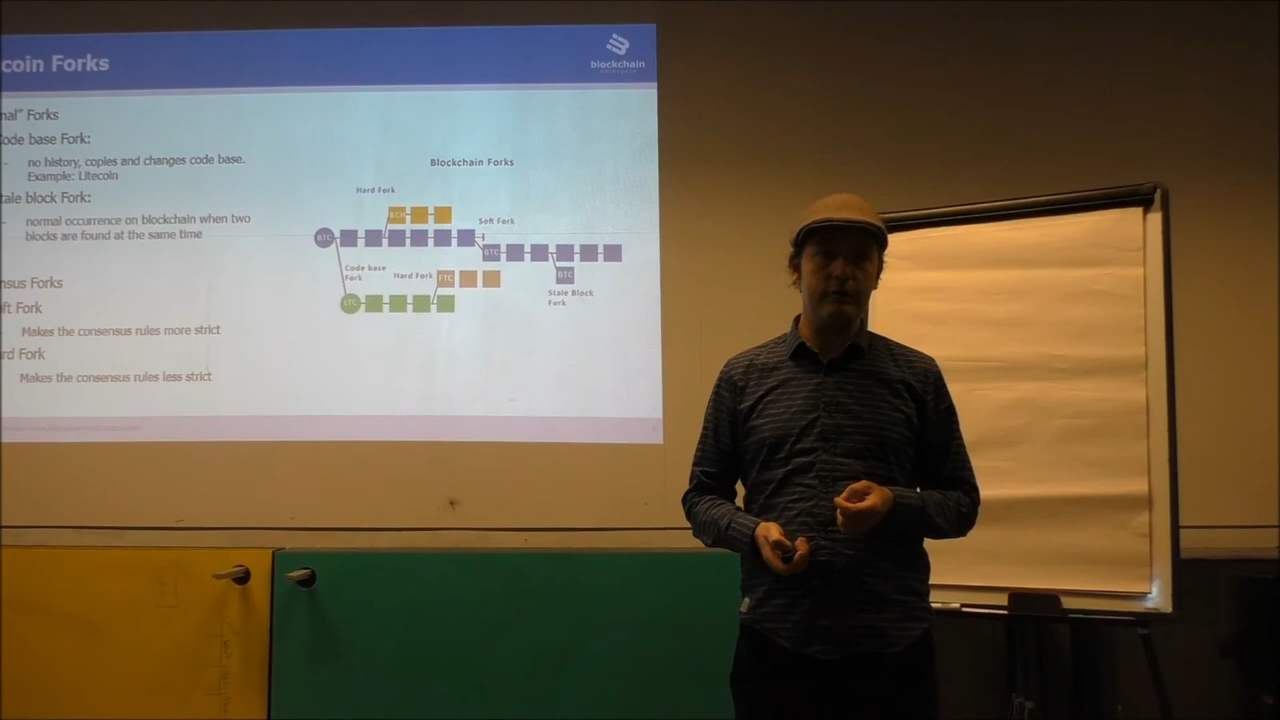 coin Forks
blockchain
nal" Forks
ode base Fork:
- no history, copies and changes code base.
Example: Litecoin
tale block Fork:
- normal occurrence on blockchain when two
blocks are found at the same time
nsus Forks
oft Fork
Makes the consensus rules more strict
rd Fork
Makes the consensus rules less strict
Blockchain Forks
Hard Fork
BCH
Soft Fork
BTC
BTC
Code base
Fork
Hard Fork
FTC
BTC
LTC
Stale Block
Fork